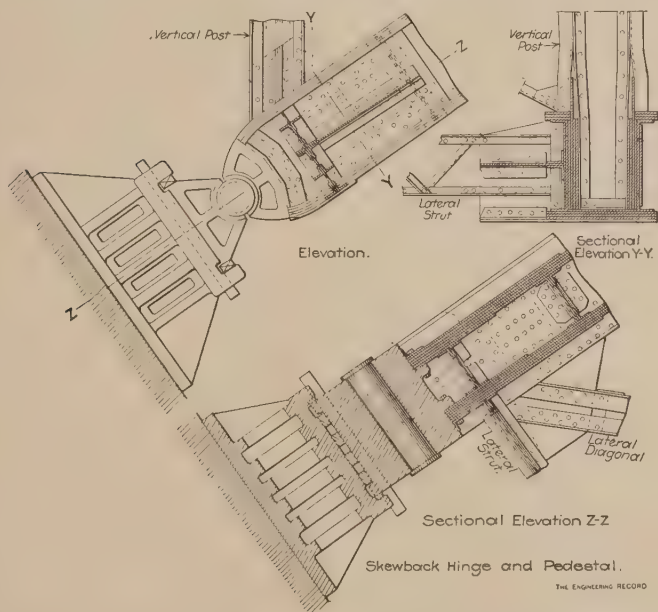 Vertical Post
Y
Z
Vertical Post
Y
Lateral
Strut
Elevation.
Sectional
Elevation Y-Y.
Z
Lateral
Strut.
Lateral
Diagonal
Sectional Elevation Z-Z
Skewback Hinge and Pedestal.
THE ENGINEERING RECORD